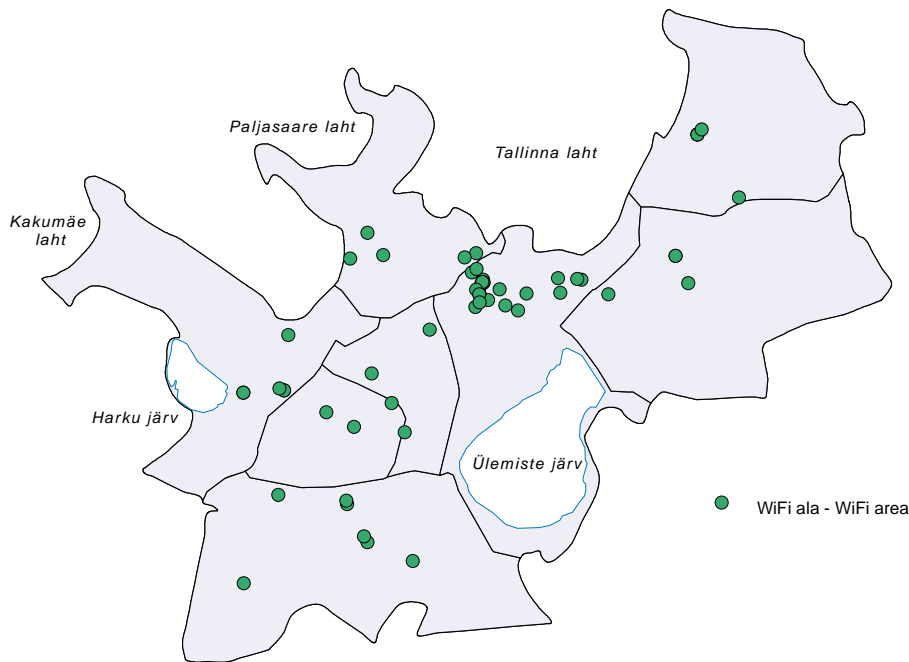 Paljasaare laht
Tallinna laht
Kakumäe
laht
Harku järv
Ülemiste järv
WiFi ala - WiFi area